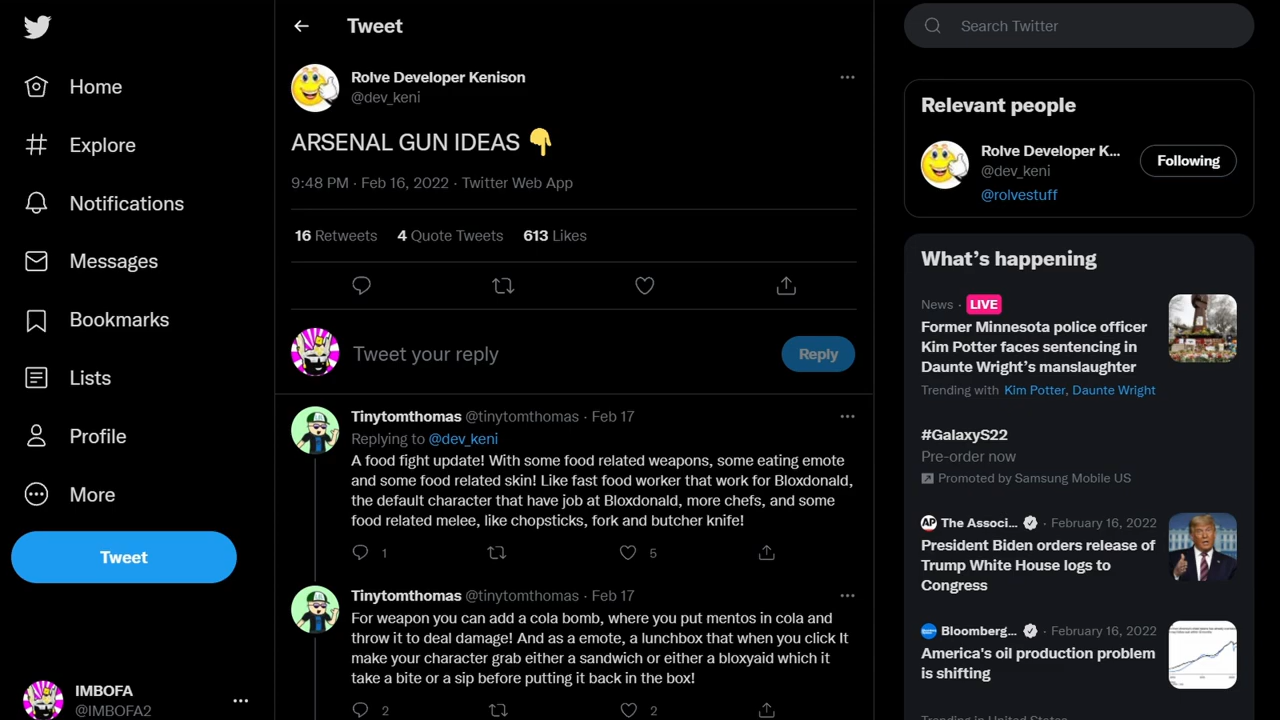 Home
Explore
Notifications
Messages
Bookmarks
Lists
Profile
More
Tweet
IMBOFA
@IMBOFA2
Tweet
Rolve Developer Kenison
@dev_keni
ARSENAL GUN IDEAS 👇
9:48 PM · Feb 16, 2022 · Twitter Web App
16 Retweets 4 Quote Tweets 613 Likes
Tweet your reply
Reply
Tinytomthomas @tinytomthomas · Feb 17
Replying to @dev_keni
A food fight update! With some food related weapons, some eating emote
and some food related skin! Like fast food worker that work for Bloxdonald,
the default character that have job at Bloxdonald, more chefs, and some
food related melee, like chopsticks, fork and butcher knife!
1 5
Tinytomthomas @tinytomthomas · Feb 17
For weapon you can add a cola bomb, where you put mentos in cola and
throw it to deal damage! And as a emote, a lunchbox that when you click It
make your character grab either a sandwich or either a bloxyaid which it
take a bite or a sip before putting it back in the box!
2 2
Search Twitter
Relevant people
Rolve Developer K...
@dev_keni
Following
@rolvestuff
What's happening
News · LIVE
Former Minnesota police officer
Kim Potter faces sentencing in
Daunte Wright's manslaughter
Trending with Kim Potter, Daunte Wright
#GalaxyS22
Pre-order now
Promoted by Samsung Mobile US
AP The Associ... · February 16, 2022
President Biden orders release of
Trump White House logs to
Congress
Bloomberg... · February 16, 2022
America's oil production problem
is shifting
Trending in United States